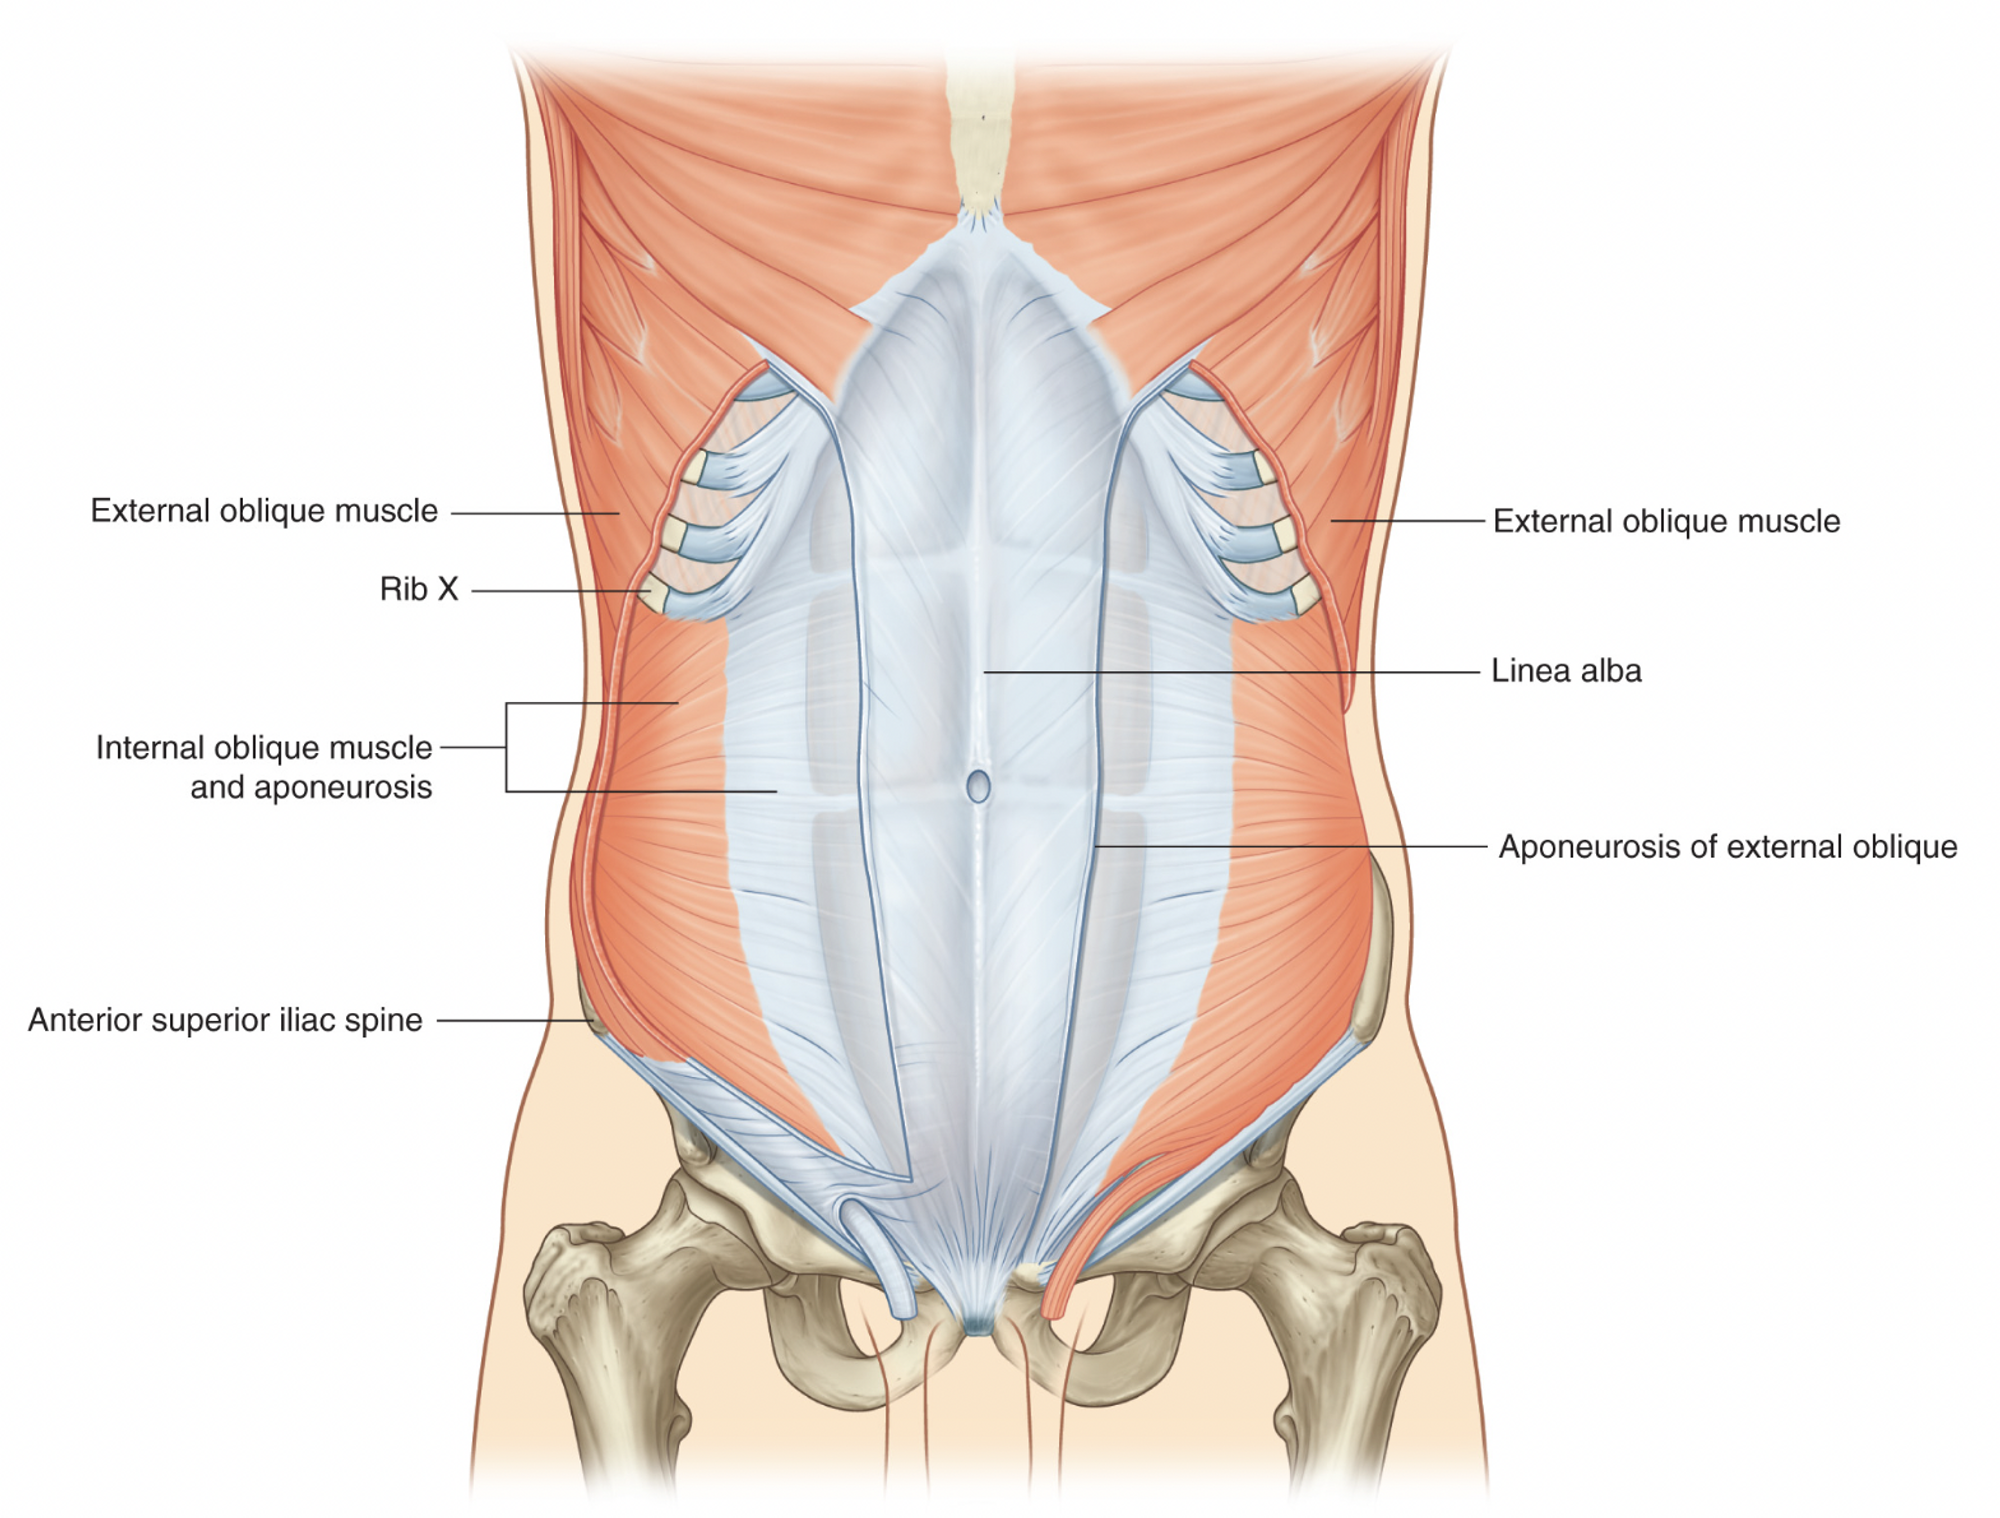 External oblique muscle
Rib X
Internal oblique muscle
and aponeurosis
Anterior superior iliac spine
External oblique muscle
Linea alba
Aponeurosis of external oblique